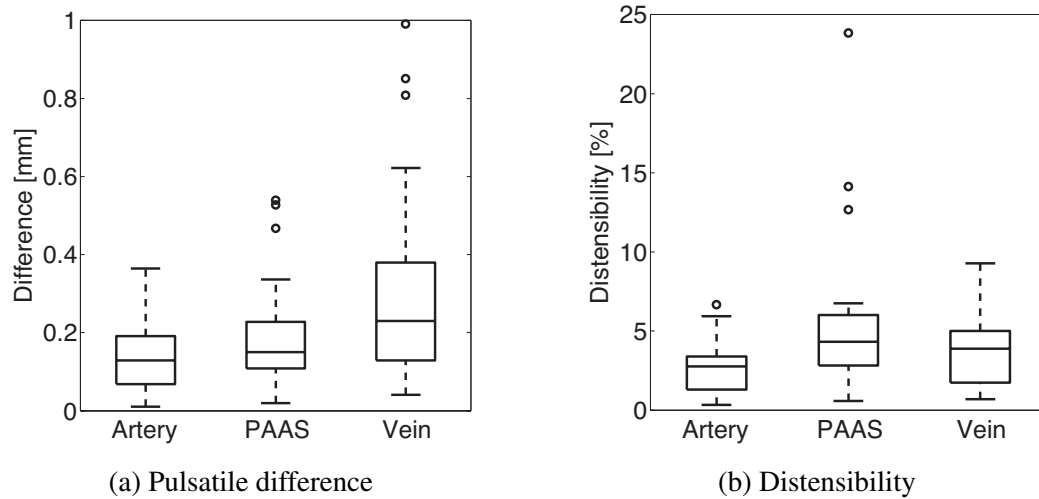 Difference [mm]
1
0.8
0.6
0.4
0.2
0
Artery PAAS Vein
(a) Pulsatile difference
Distensibility [%]
25
20
15
10
5
0
Artery PAAS Vein
(b) Distensibility